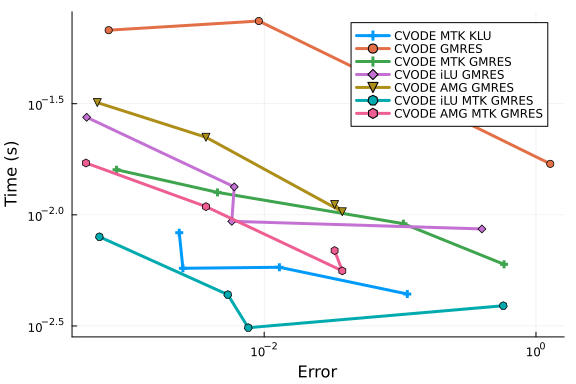 CVODE MTK KLU
CVODE GMRES
CVODE MTK GMRES
CVODE iLU GMRES
CVODE AMG GMRES
CVODE iLU MTK GMRES
CVODE AMG MTK GMRES
Time (s)
10^-1.5
10^-2.0
10^-2.5
10^-2
10^0
Error